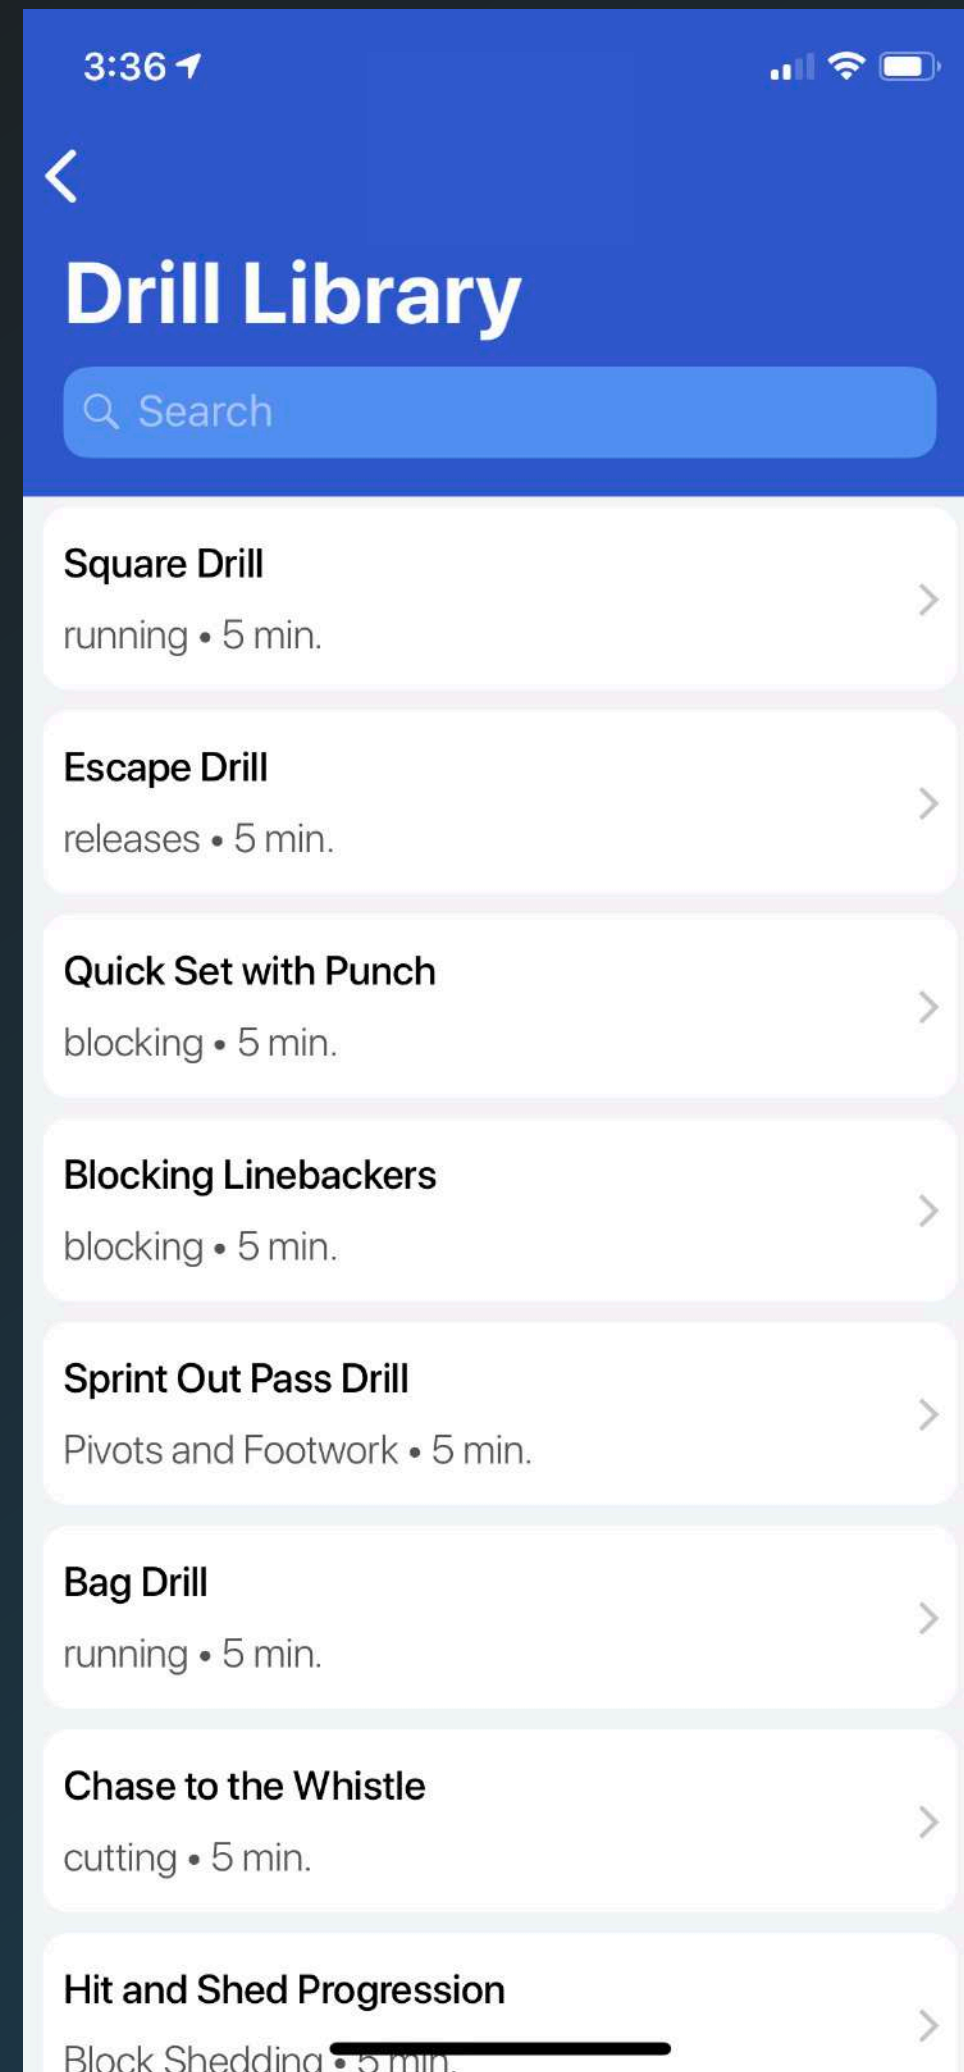 3:36
Drill Library
Search
Square Drill
running • 5 min.
Escape Drill
releases • 5 min.
Quick Set with Punch
blocking • 5 min.
Blocking Linebackers
blocking • 5 min.
Sprint Out Pass Drill
Pivots and Footwork • 5 min.
Bag Drill
running • 5 min.
Chase to the Whistle
cutting • 5 min.
Hit and Shed Progression
Block Shedding • 5 min.